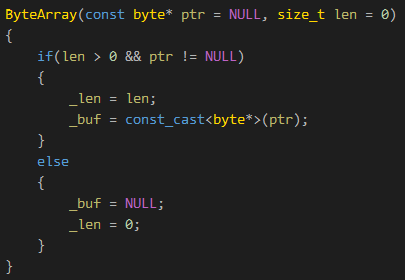 ByteArray(const byte* ptr = NULL, size_t len = 0)
{
    if(len > 0 && ptr != NULL)
    {
        _len = len;
        _buf = const_cast<byte*>(ptr);
    }
    else
    {
        _buf = NULL;
        _len = 0;
    }
}